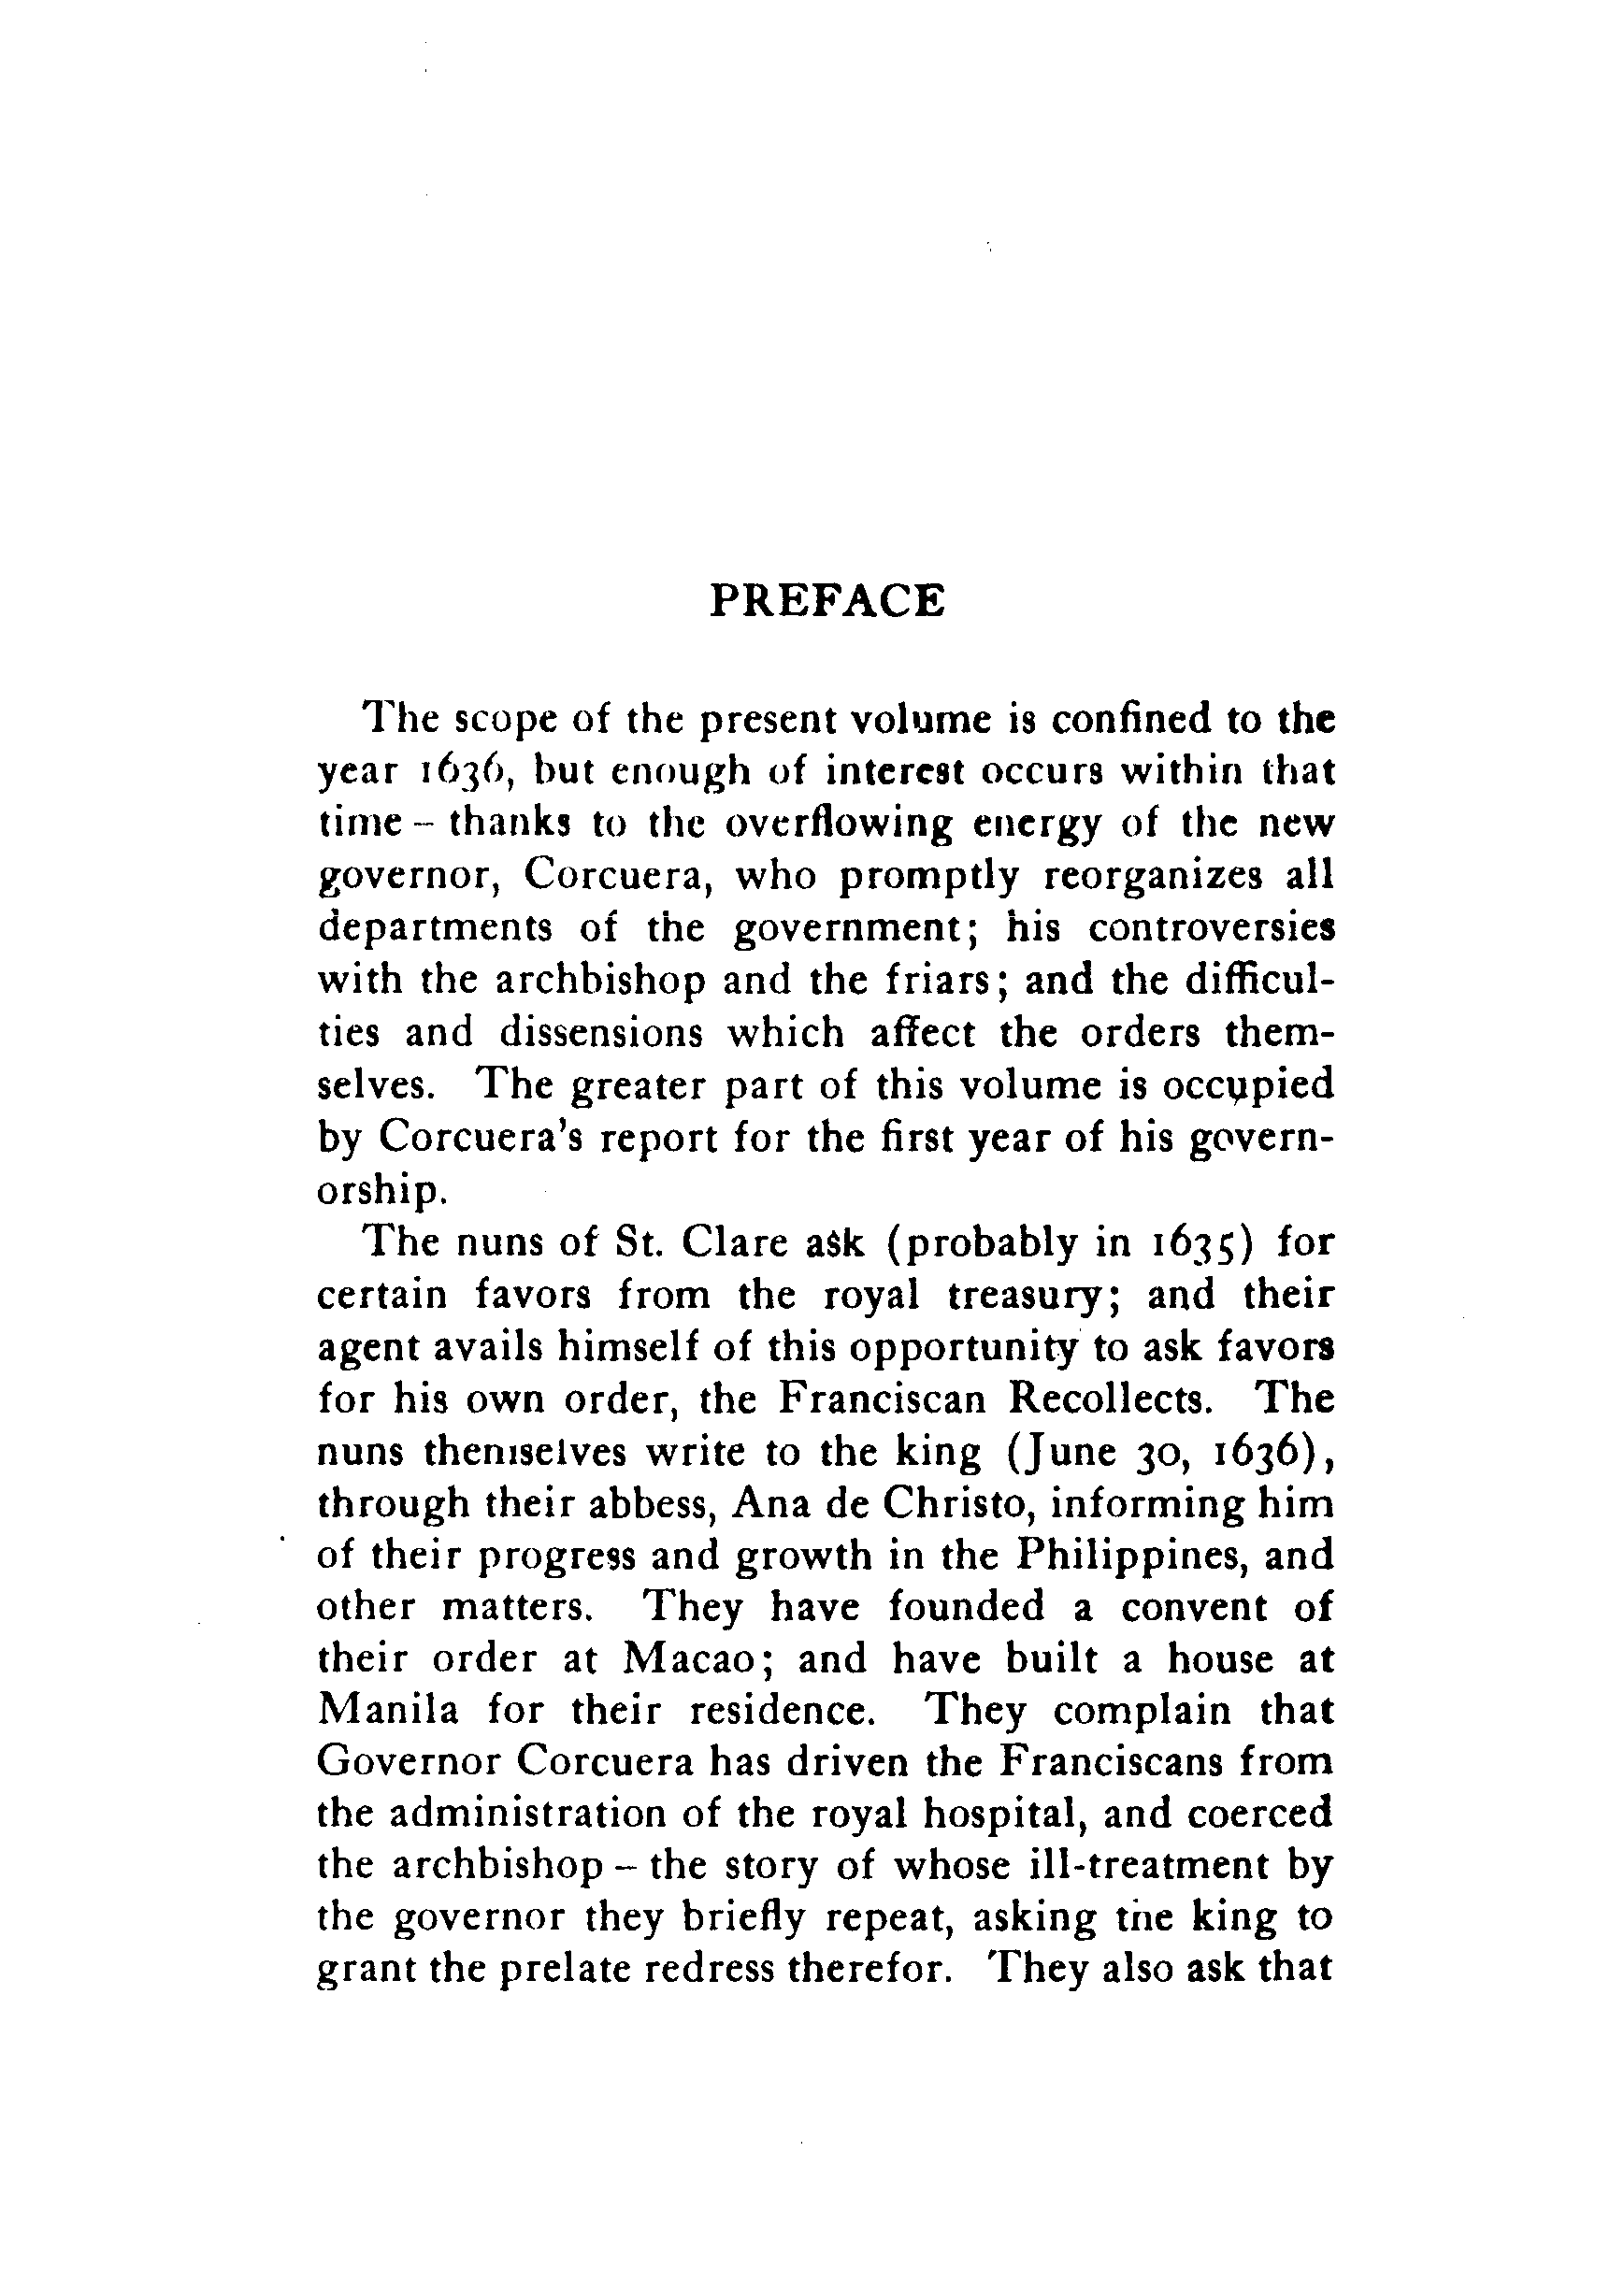 PREFACE
The scope of the present volume is confined to the
year 1636, but enough of interest occurs within that
time – thanks to the overflowing energy of the new
governor, Corcuera, who promptly reorganizes all
departments of the government; his controversies
with the archbishop and the friars; and the difficul-
ties and dissensions which affect the orders them-
selves. The greater part of this volume is occupied
by Corcuera's report for the first year of his govern-
orship.
The nuns of St. Clare ask (probably in 1635) for
certain favors from the royal treasury; and their
agent avails himself of this opportunity to ask favors
for his own order, the Franciscan Recollects. The
nuns themselves write to the king (June 30, 1636),
through their abbess, Ana de Christo, informing him
of their progress and growth in the Philippines, and
other matters. They have founded a convent of
their order at Macao; and have built a house at
Manila for their residence. They complain that
Governor Corcuera has driven the Franciscans from
the administration of the royal hospital, and coerced
the archbishop – the story of whose ill-treatment by
the governor they briefly repeat, asking the king to
grant the prelate redress therefor. They also ask that